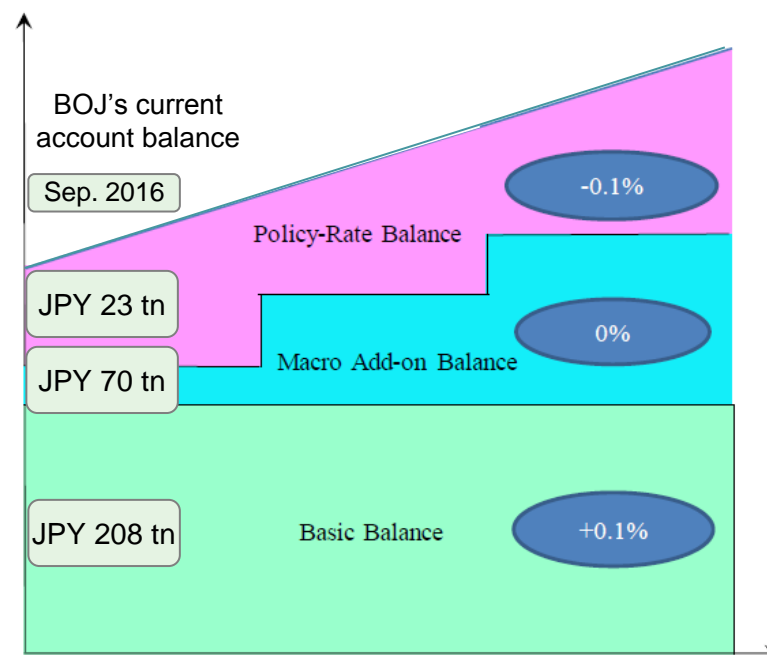 BOJ's current
account balance
Sep. 2016
-0.1%
Policy-Rate Balance
JPY 23 tn
0%
Macro Add-on Balance
JPY 70 tn
JPY 208 tn
Basic Balance
+0.1%